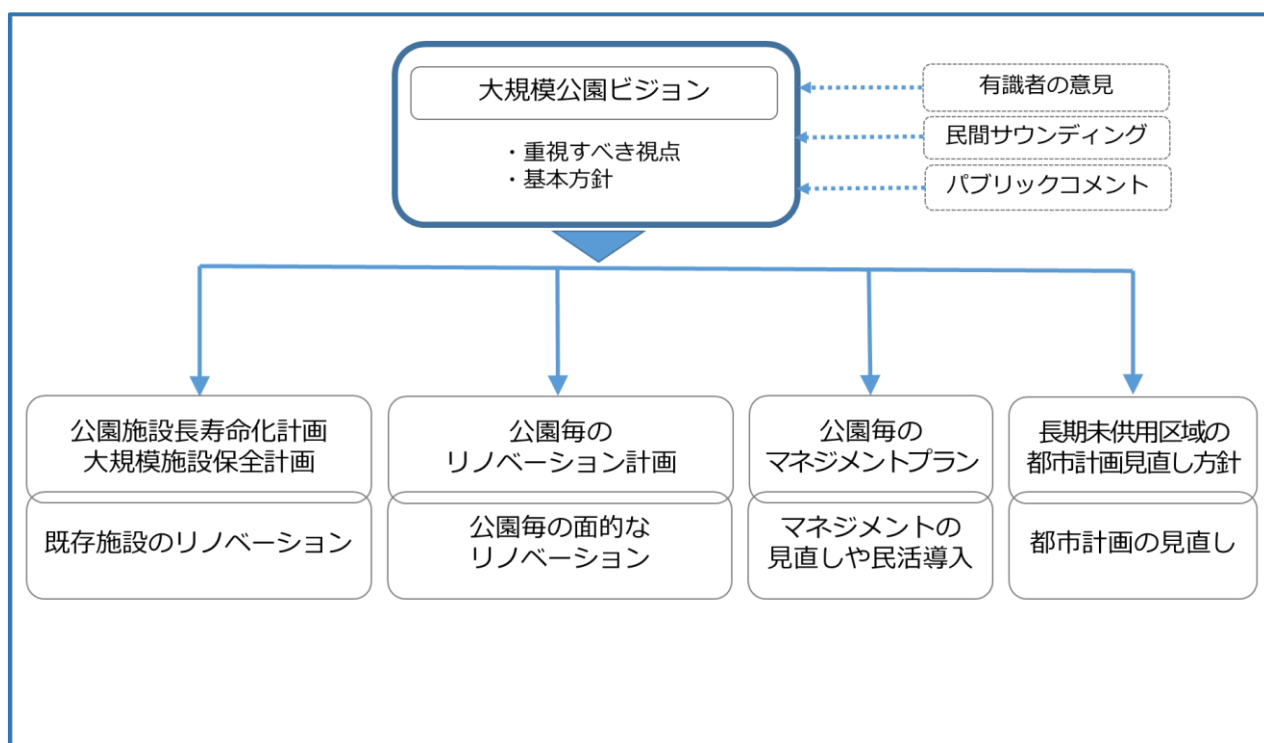 大規模公園ビジョン
・重視すべき視点
・基本方針
有識者の意見
民間サウンディング
パブリックコメント
公園施設長寿命化計画
大規模施設保全計画
既存施設のリノベーション
公園毎の
リノベーション計画
公園毎の面的な
リノベーション
公園毎の
マネジメントプラン
マネジメントの
見直しや民活導入
長期未供用区域の
都市計画見直し方針
都市計画の見直し